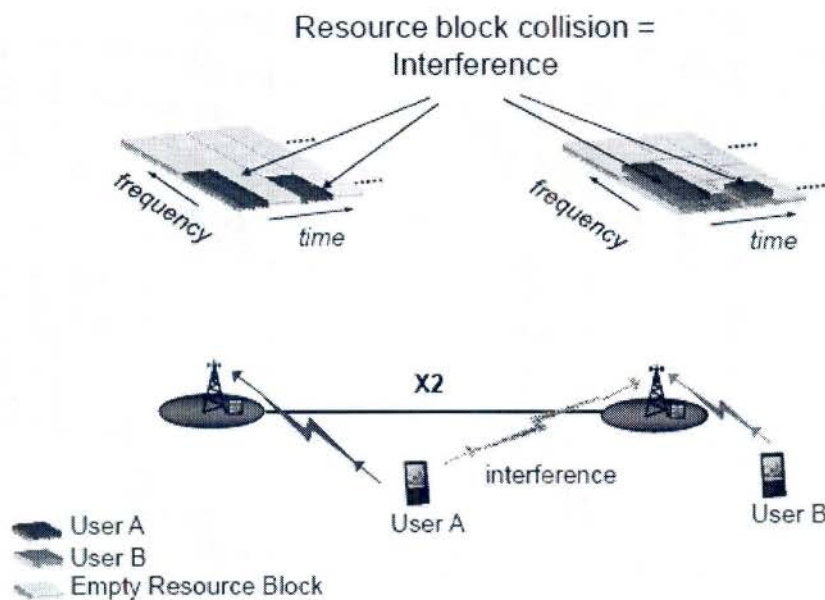 Resource block collision =
Interference
frequency
time
frequency
time
X2
interference
User A
User B
User A
User B
Empty Resource Block